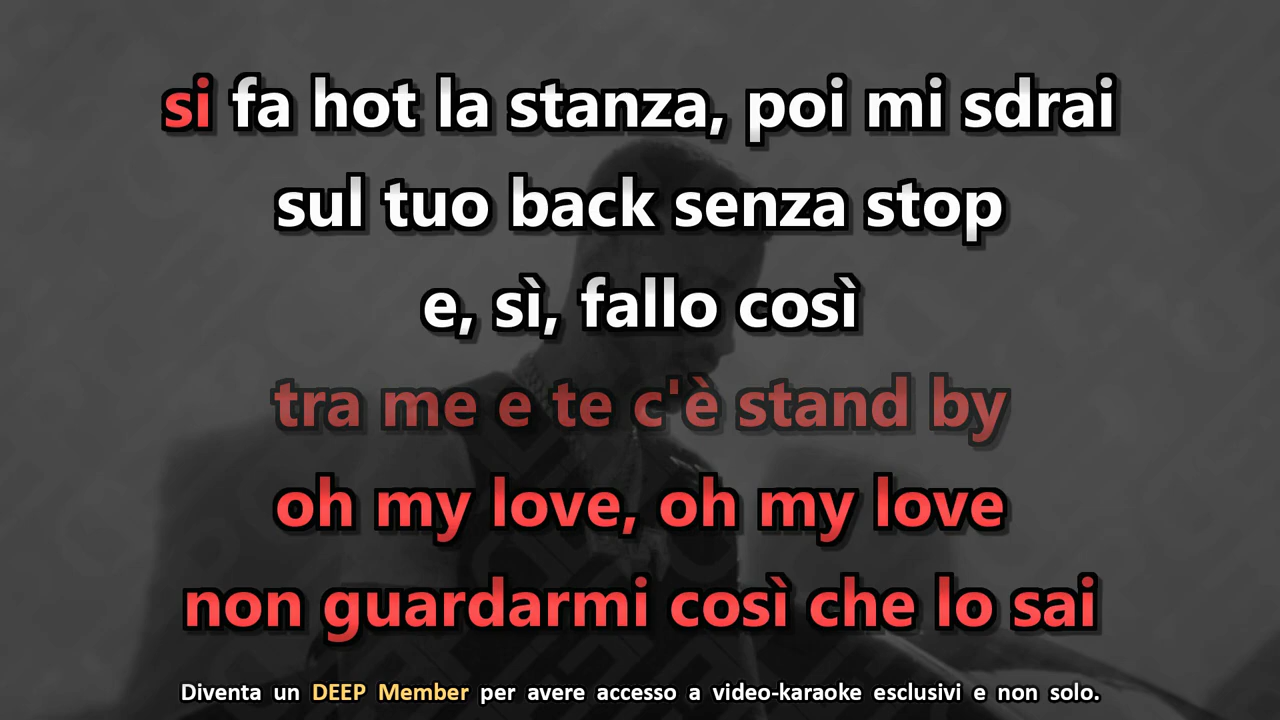 si fa hot la stanza, poi mi sdrai
sul tuo back senza stop
e, sì, fallo così
tra me e te c'è stand by
oh my love, oh my love
non guardarmi così che lo sai
Diventa un DEEP Member per avere accesso a video-karaoke esclusivi e non solo.